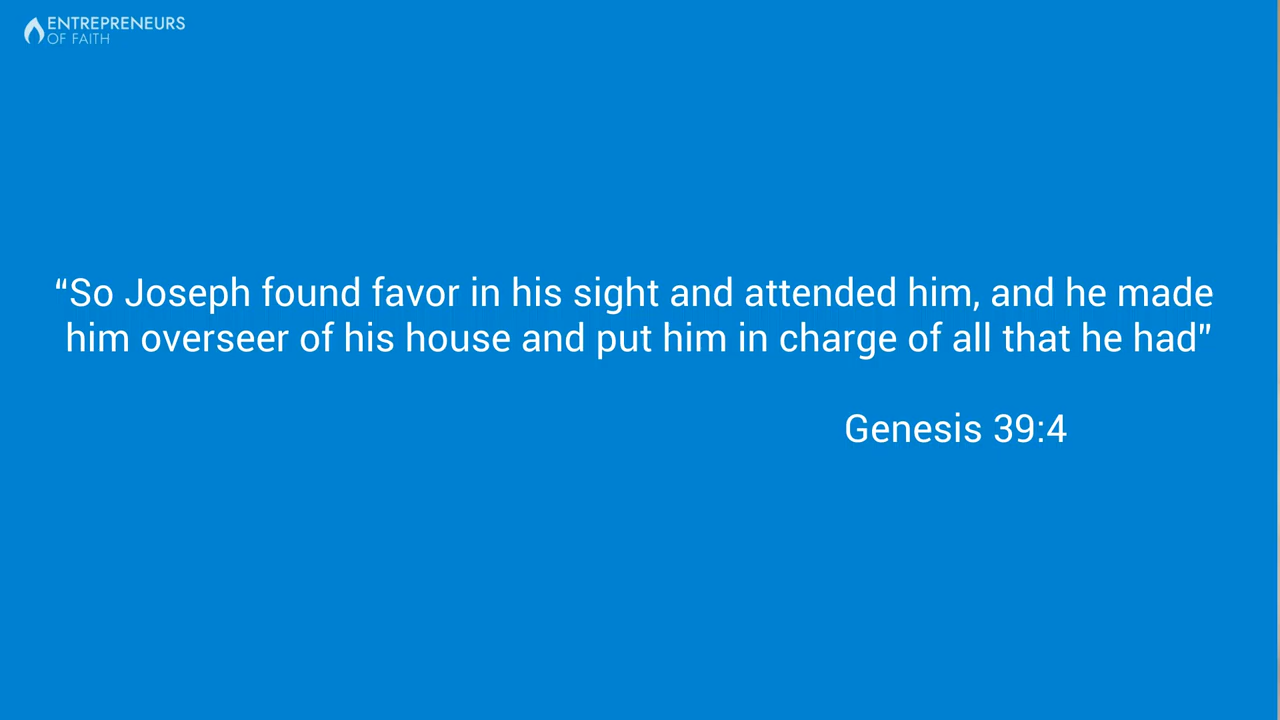 ENTREPRENEURS
OF FAITH
“So Joseph found favor in his sight and attended him, and he made
him overseer of his house and put him in charge of all that he had”
Genesis 39:4